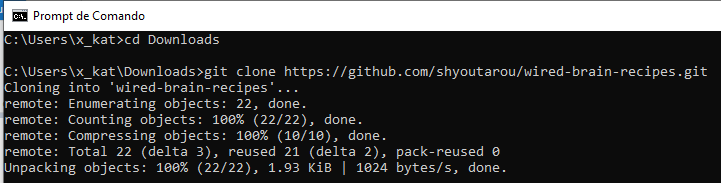 Prompt de Comando
C:\Users\x_kat>cd Downloads
C:\Users\x_kat\Downloads>git clone https://github.com/shyoutarou/wired-brain-recipes.git
Cloning into 'wired-brain-recipes'...
remote: Enumerating objects: 22, done.
remote: Counting objects: 100% (22/22), done.
remote: Compressing objects: 100% (10/10), done.
remote: Total 22 (delta 3), reused 21 (delta 2), pack-reused 0
Unpacking objects: 100% (22/22), 1.93 KiB | 1024 bytes/s, done.